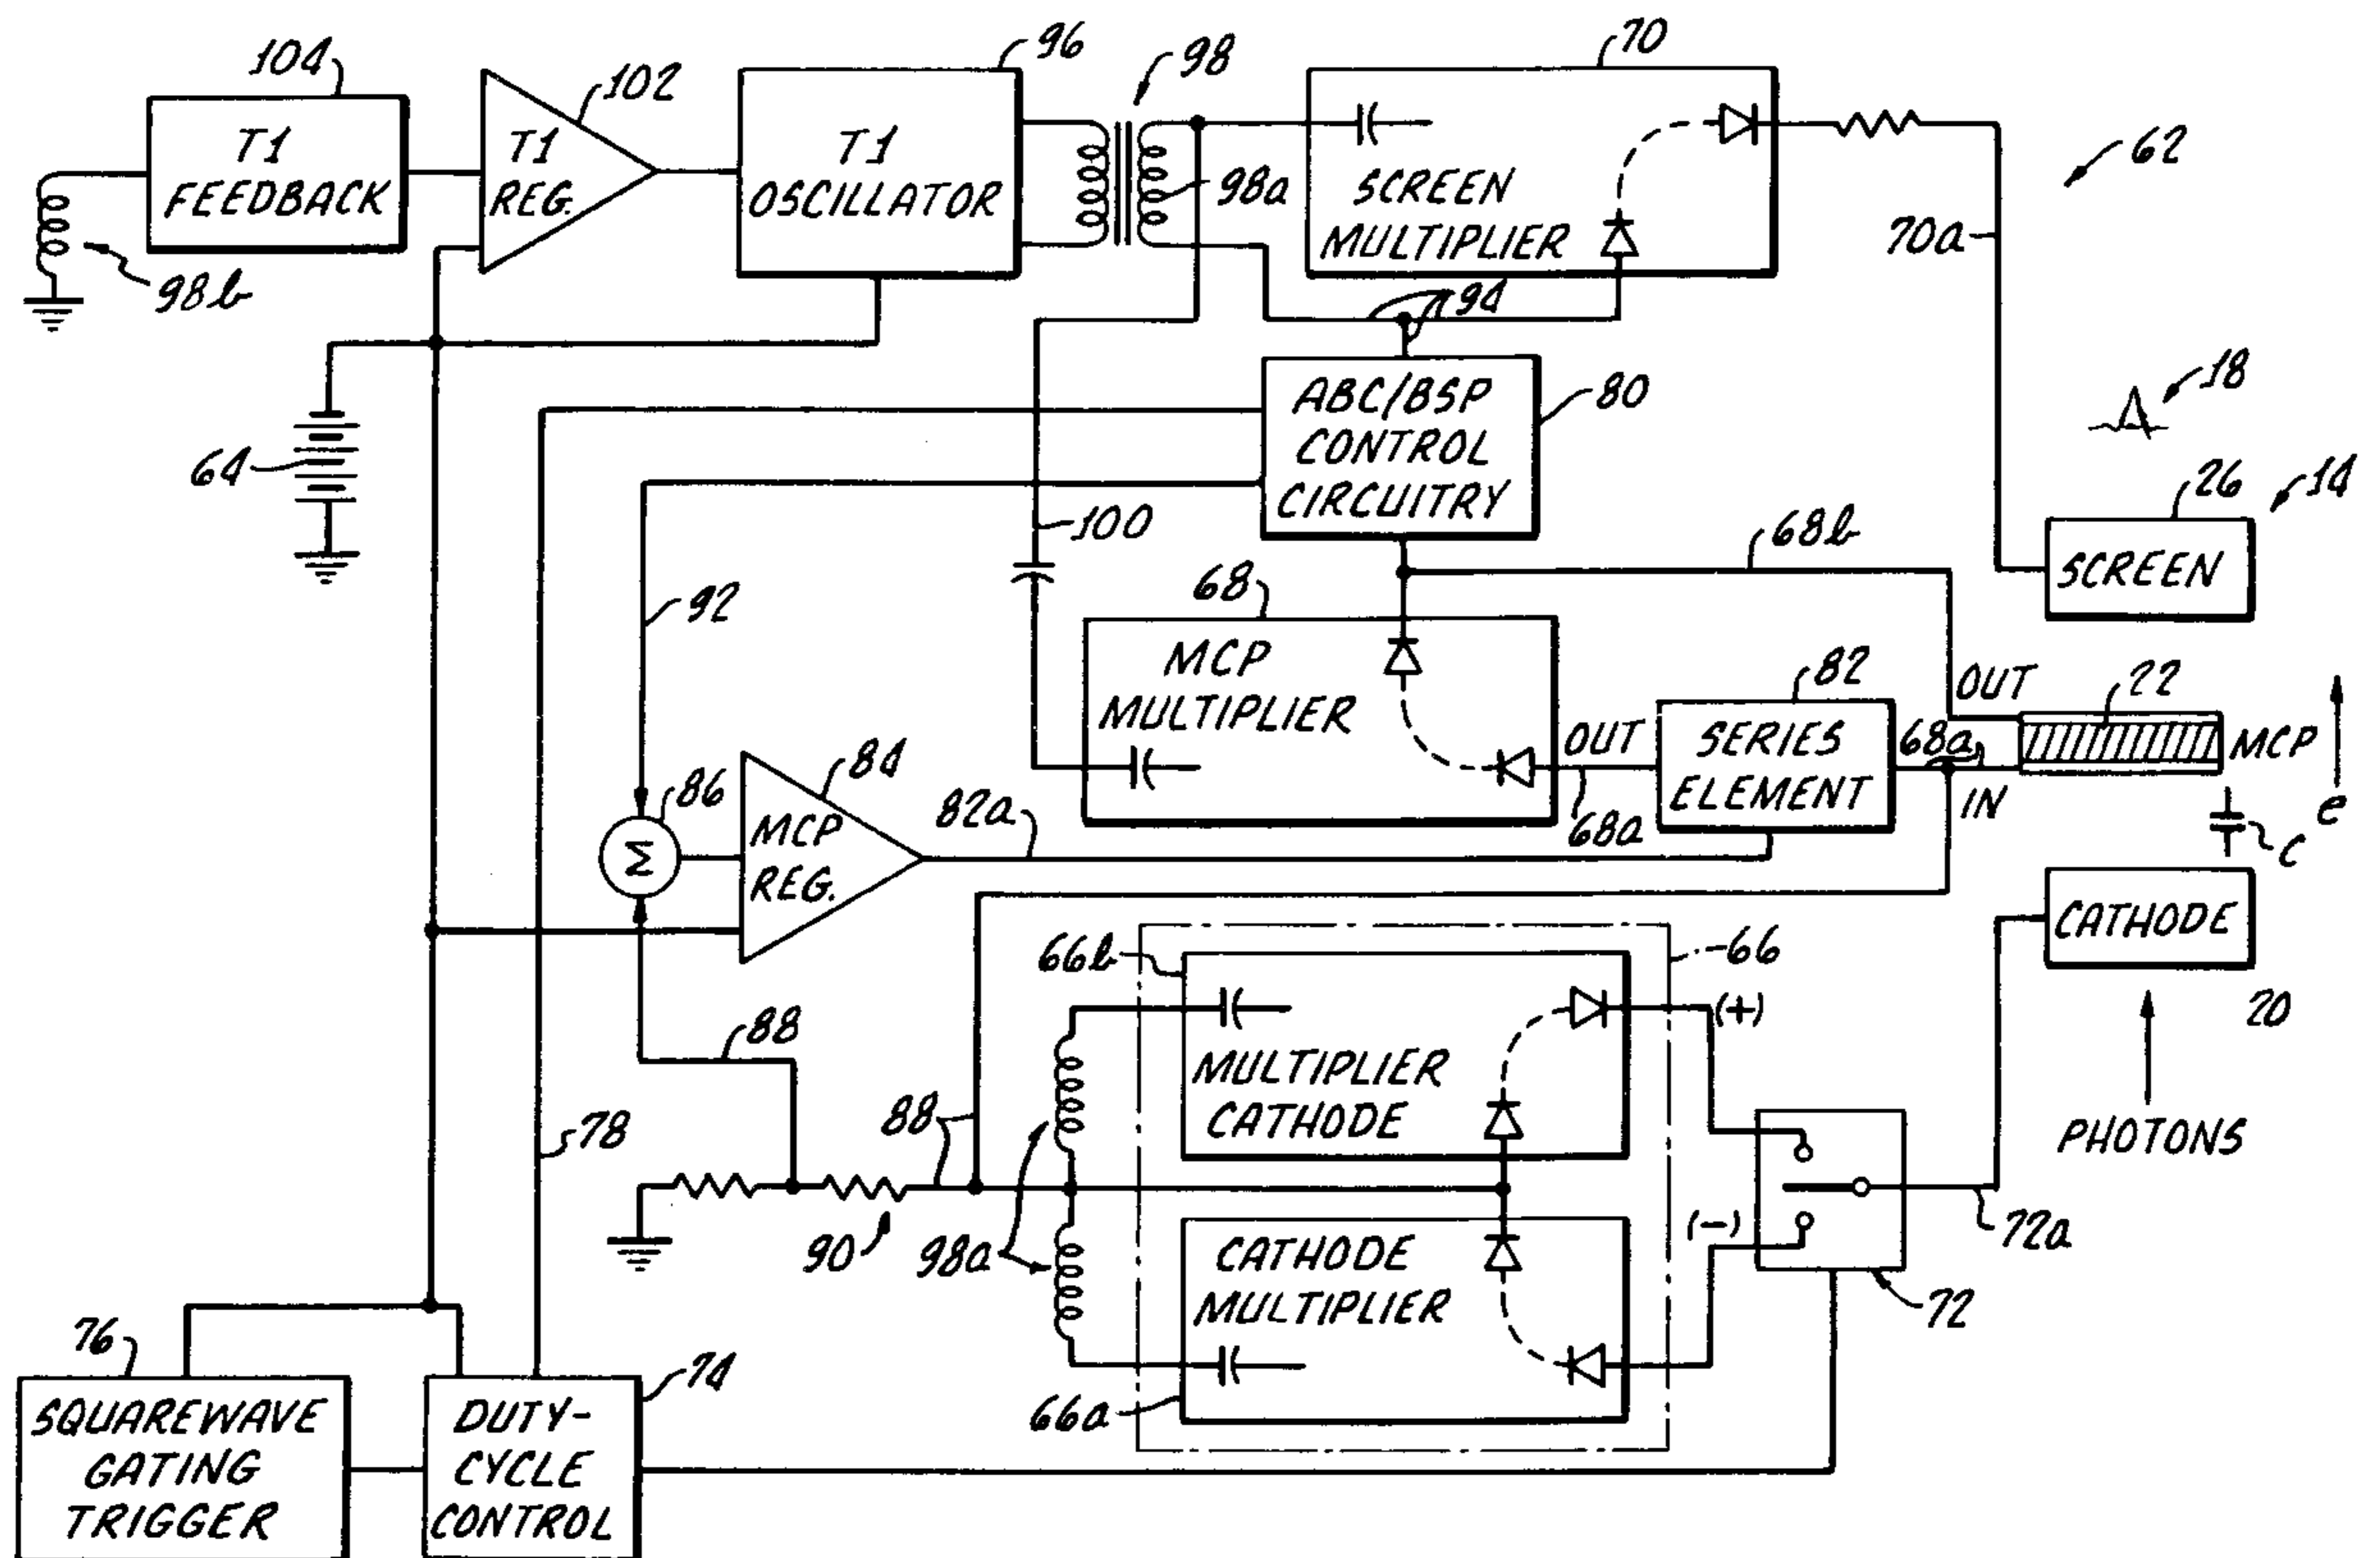 104
T1
FEEDBACK
98b
102
T1
REG.
96
T1
OSCILLATOR
98
98a
70
SCREEN
MULTIPLIER
62
70a
94
64
ABC/BSP
CONTROL
CIRCUITRY
80
18
26
14
SCREEN
100
92
68
68b
MCP
MULTIPLIER
OUT
68a
82
SERIES
ELEMENT
68a
OUT
22
MCP
IN
e
C
86
Σ
84
MCP
REG.
82a
CATHODE
20
PHOTONS
88
88
78
90
98a
66b
66
MULTIPLIER
CATHODE
(+)
(-)
CATHODE
MULTIPLIER
66a
72a
72
76
SQUAREWAVE
GATING
TRIGGER
74
DUTY-
CYCLE
CONTROL